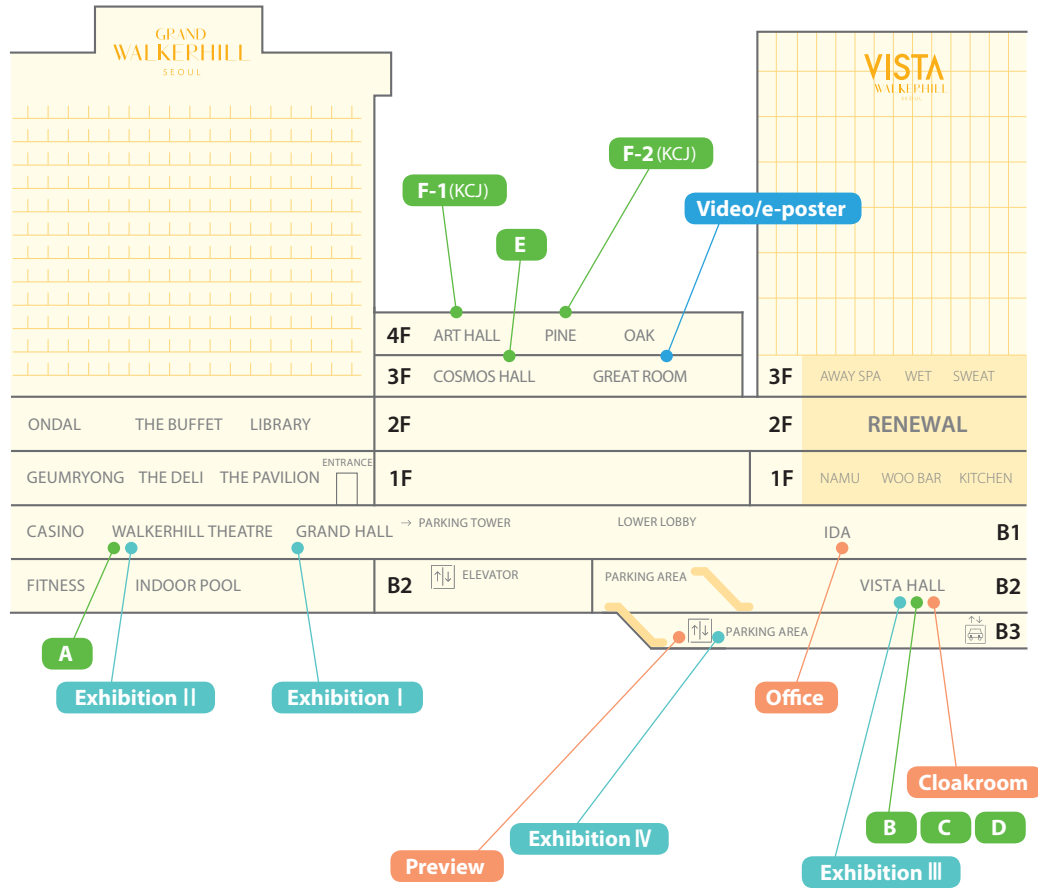 GRAND
WALKERHILL
SEOUL
VISTA
WALKERHILL
SEOUL
F-2 (KCJ)
F-1(KCJ)
Video/e-poster
E
4F ART HALL PINE OAK
3F COSMOS HALL GREAT ROOM 3F AWAY SPA WET SWEAT
ONDAL THE BUFFET LIBRARY 2F 2F RENEWAL
ENTRANCE
GEUMRYONG THE DELI THE PAVILION 1F 1F NAMU WOO BAR KITCHEN
CASINO WALKERHILL THEATRE GRAND HALL → PARKING TOWER LOWER LOBBY IDA B1
FITNESS INDOOR POOL B2 ELEVATOR PARKING AREA VISTA HALL B2
PARKING AREA B3
A
Exhibition II Exhibition I Office
Cloakroom
B C D
Exhibition IV
Preview
Exhibition III